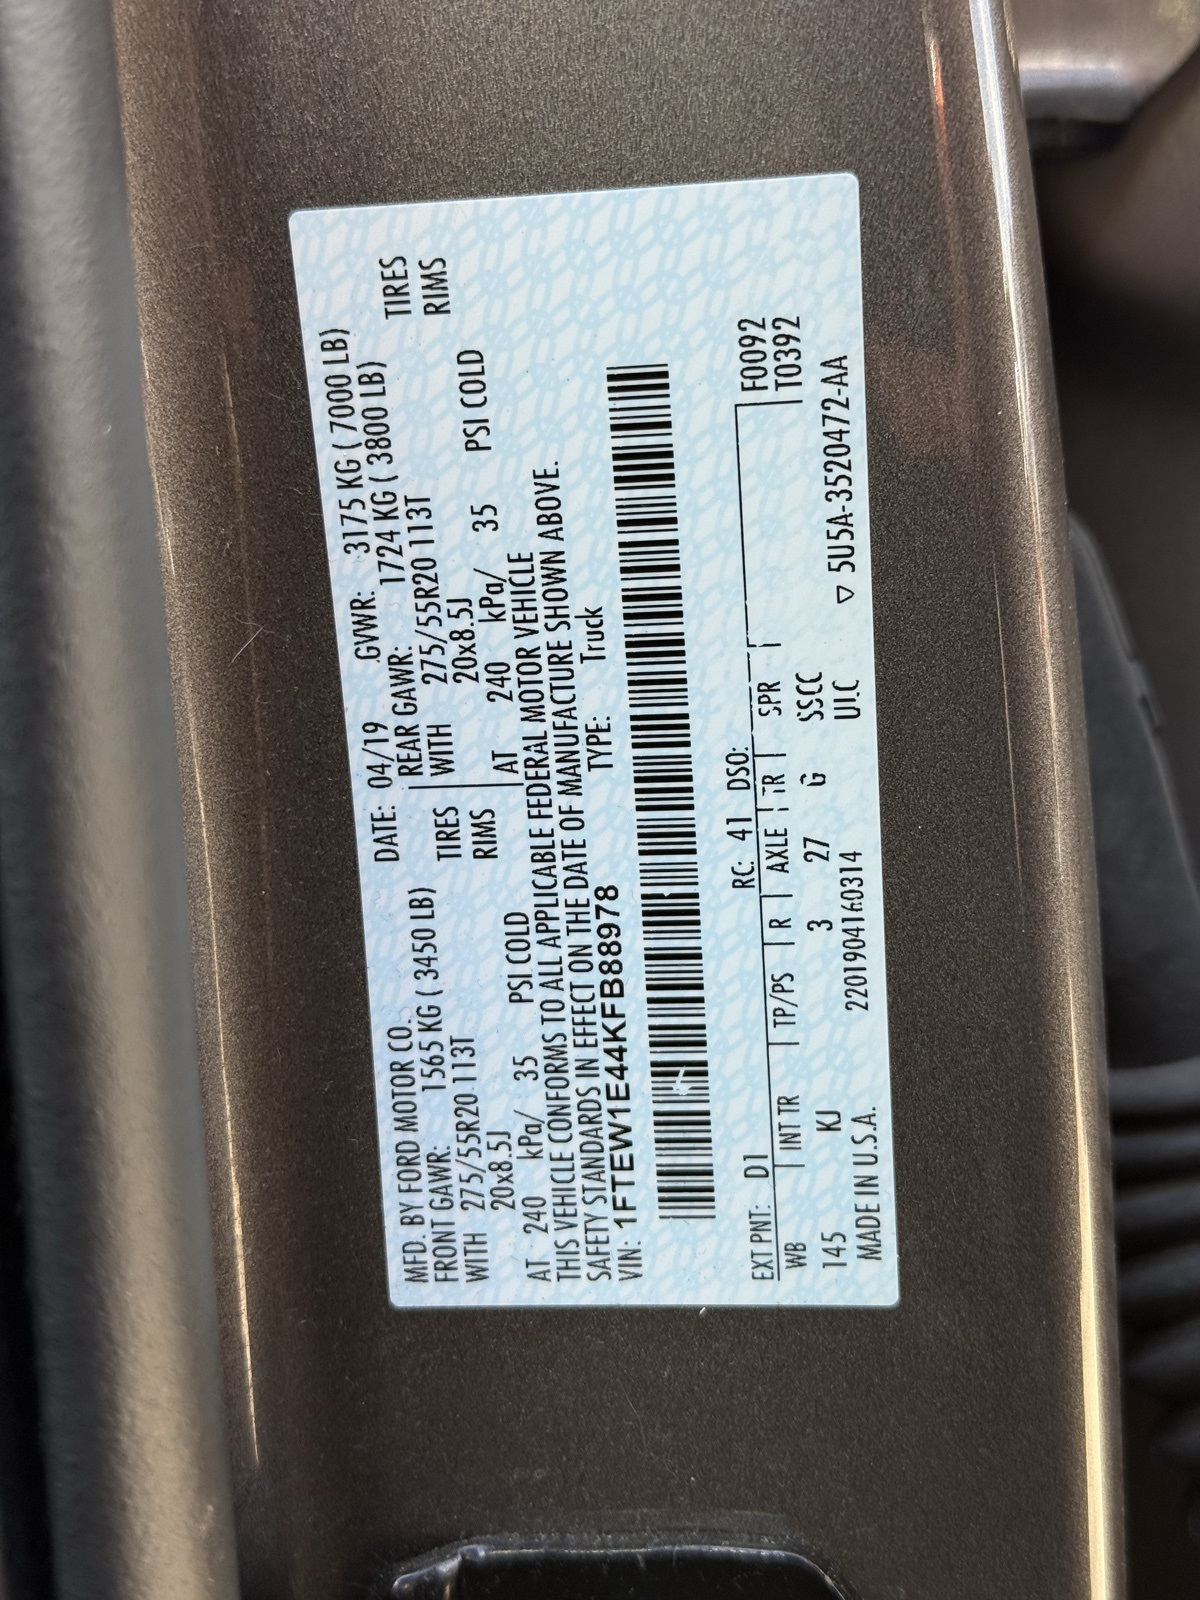 MFD. BY FORD MOTOR CO. DATE: 04/19 GVWR: 3175 KG ( 7000 LB)
FRONT GAWR: 1565 KG ( 3450 LB) REAR GAWR: 1724 KG ( 3800 LB)
WITH 275/55R20 113T TIRES WITH 275/55R20 113T TIRES
20x8.5J RIMS 20x8.5J RIMS
AT 240 kPa/ 35 PSI COLD AT 240 kPa/ 35 PSI COLD
THIS VEHICLE CONFORMS TO ALL APPLICABLE FEDERAL MOTOR VEHICLE
SAFETY STANDARDS IN EFFECT ON THE DATE OF MANUFACTURE SHOWN ABOVE.
VIN: 1FTEW1E44KFB88978 TYPE: Truck
EXT PNT: D1 RC: 41 DSO: F0092
WB INT TR TP/PS R AXLE TR SPR T0392
145 KJ 3 27 G SSCC
MADE IN U.S.A. 2201904160314 UIC ▽ 5U5A-3520472-AA